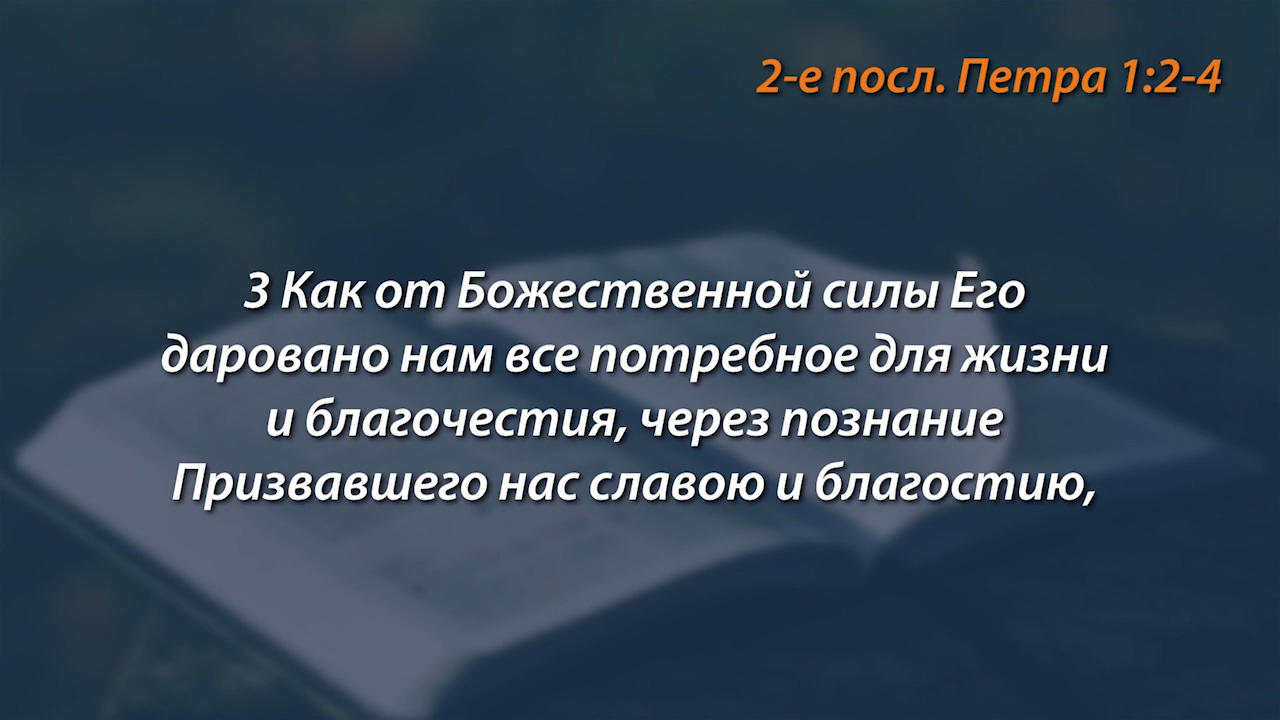 2-е посл. Петра 1:2-4
3 Как от Божественной силы Его
даровано нам все потребное для жизни
и благочестия, через познание
Призвавшего нас славою и благостию,